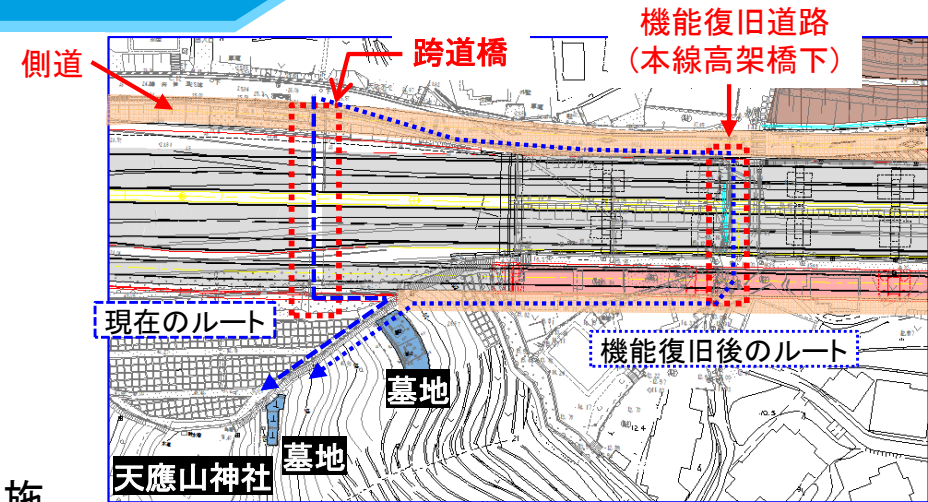 機能復旧道路
(本線高架橋下)
側道
跨道橋
現在のルート
機能復旧後のルート
墓地
墓地
天應山神社
施